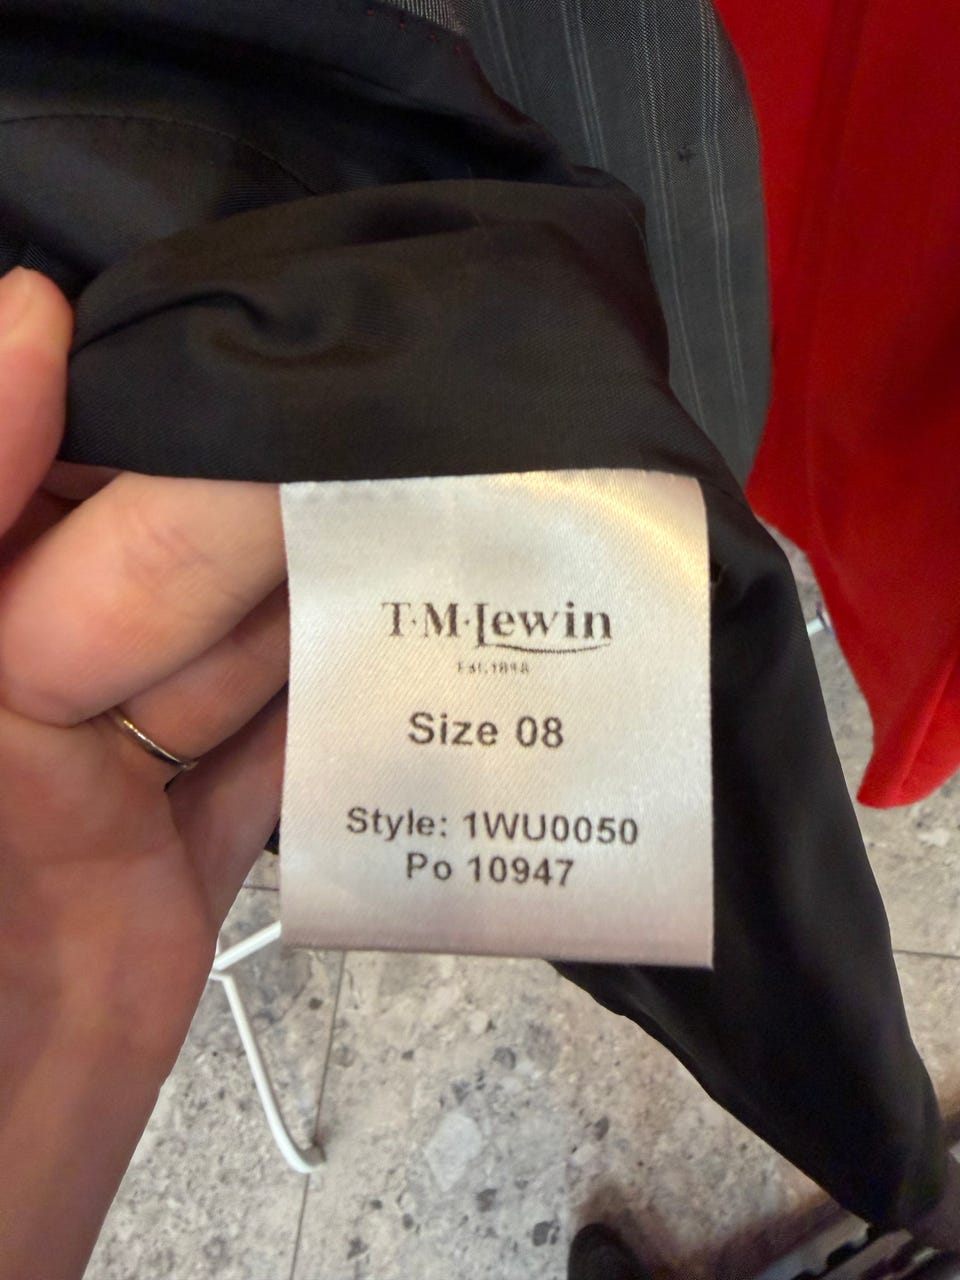 T·M·Lewin
Est.1898
Size 08
Style: 1WU0050
Po 10947